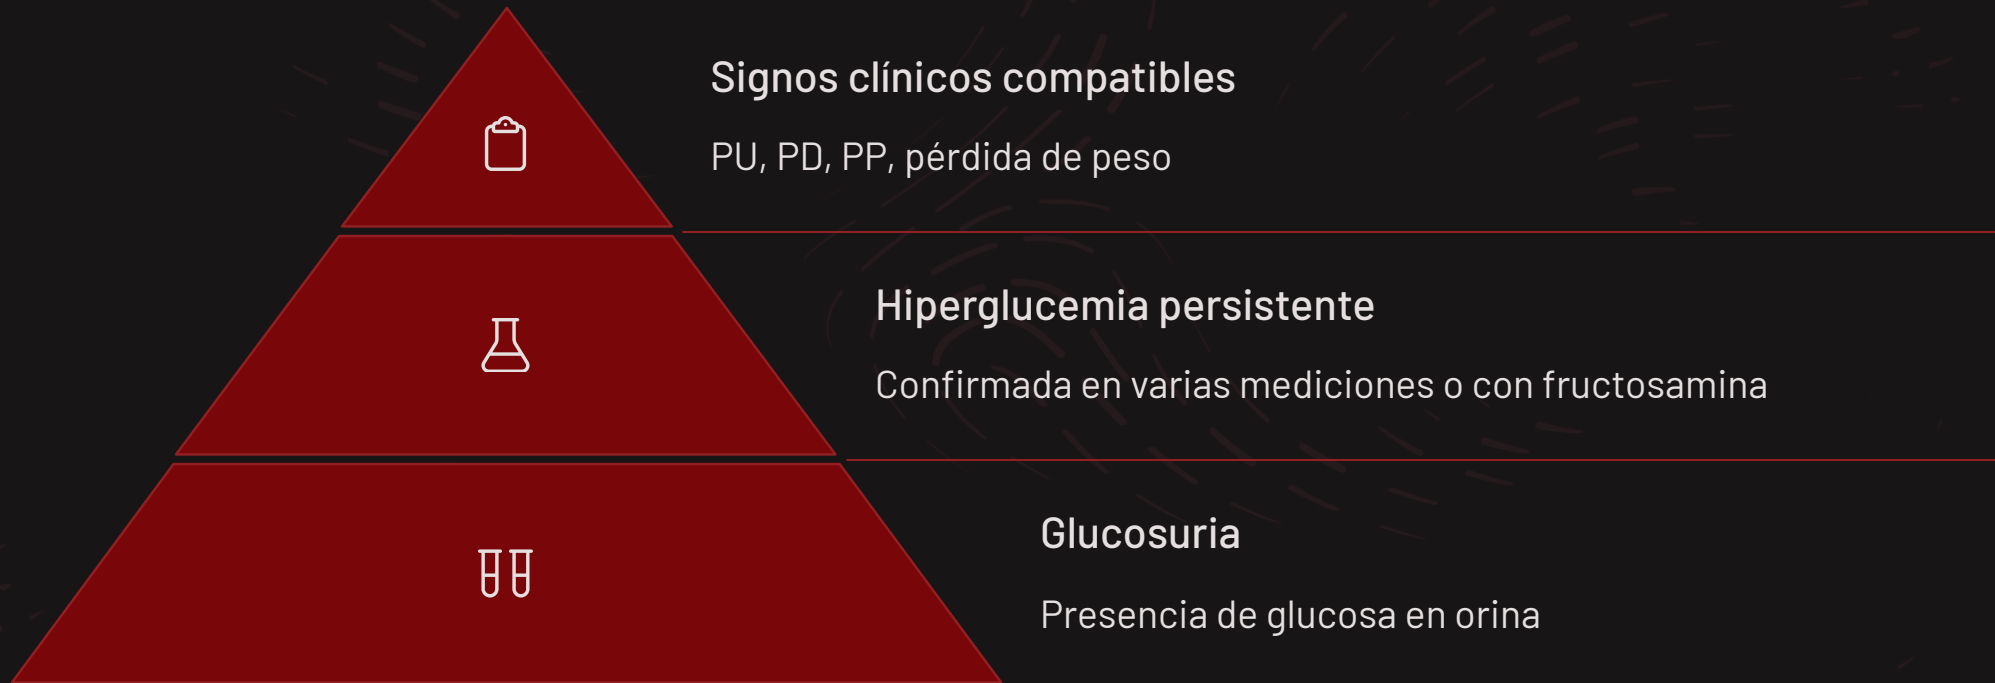 Signos clínicos compatibles
PU, PD, PP, pérdida de peso
Hiperglucemia persistente
Confirmada en varias mediciones o con fructosamina
Glucosuria
Presencia de glucosa en orina